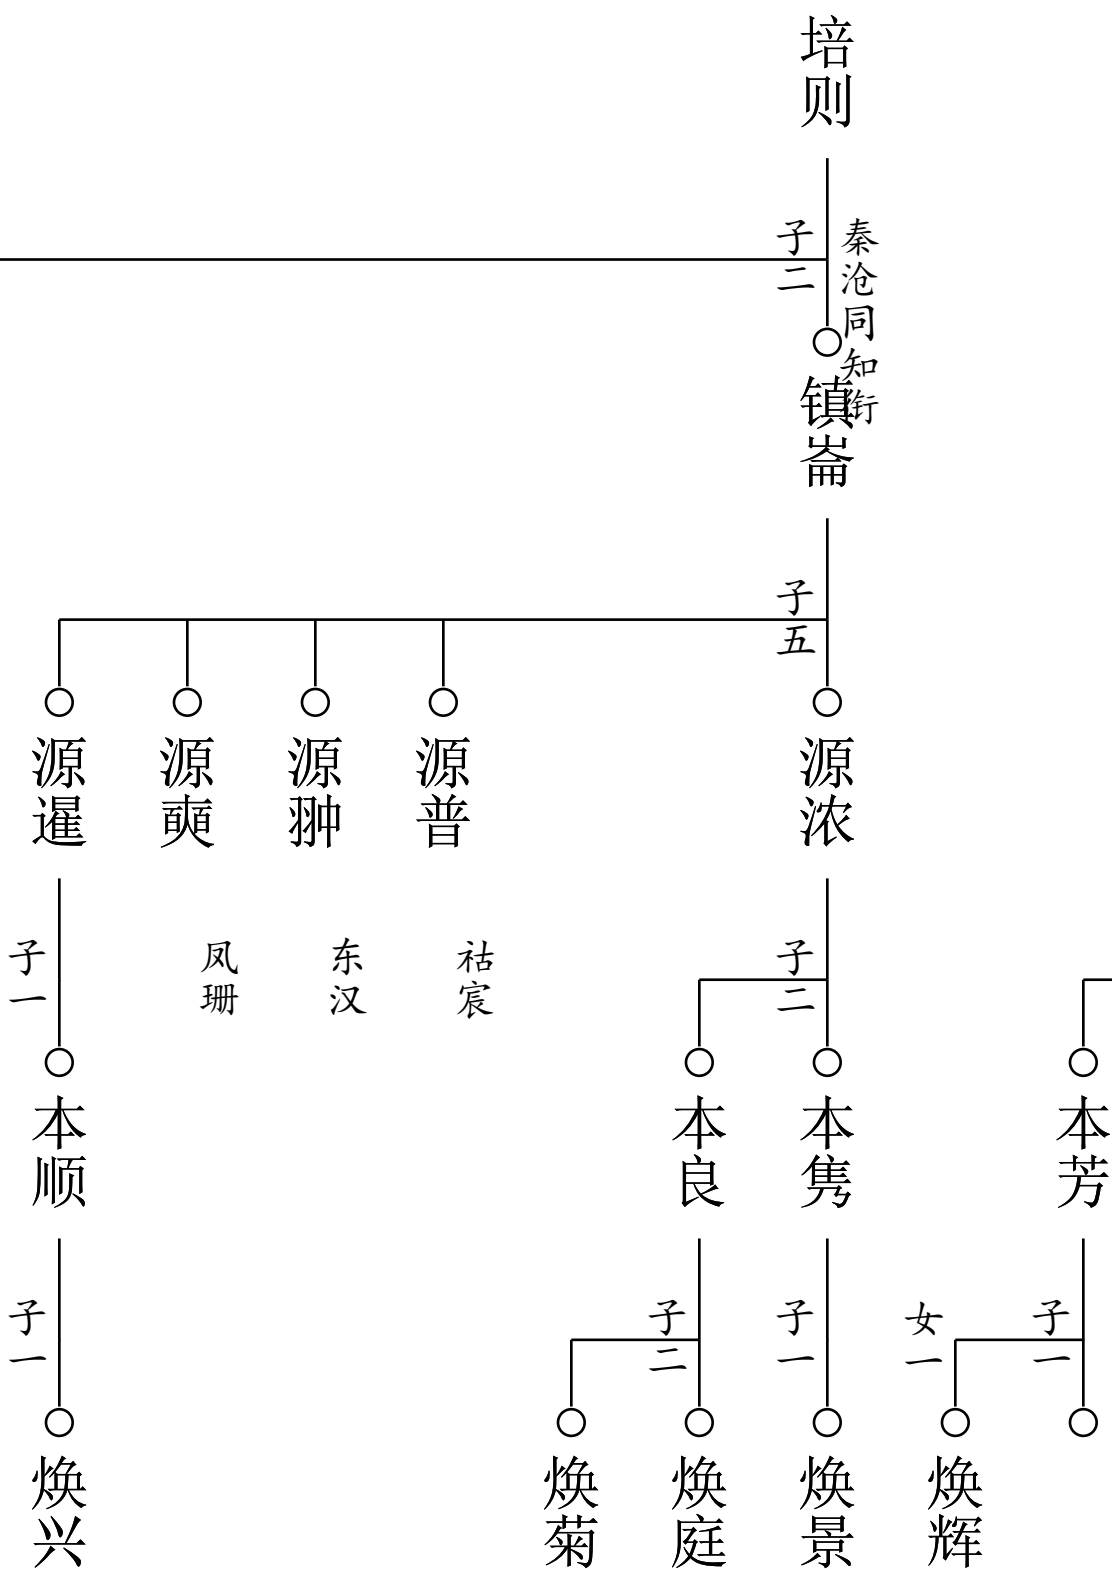 培则
子二
秦沧同知衔
镇崙
子五
源浓
源普
源翀
源奭
源暹
子二
祜宸
东汉
凤珊
子一
本芳
本隽
本良
本顺
子一
女一
子一
子二
子一
焕辉
焕景
焕庭
焕菊
焕兴